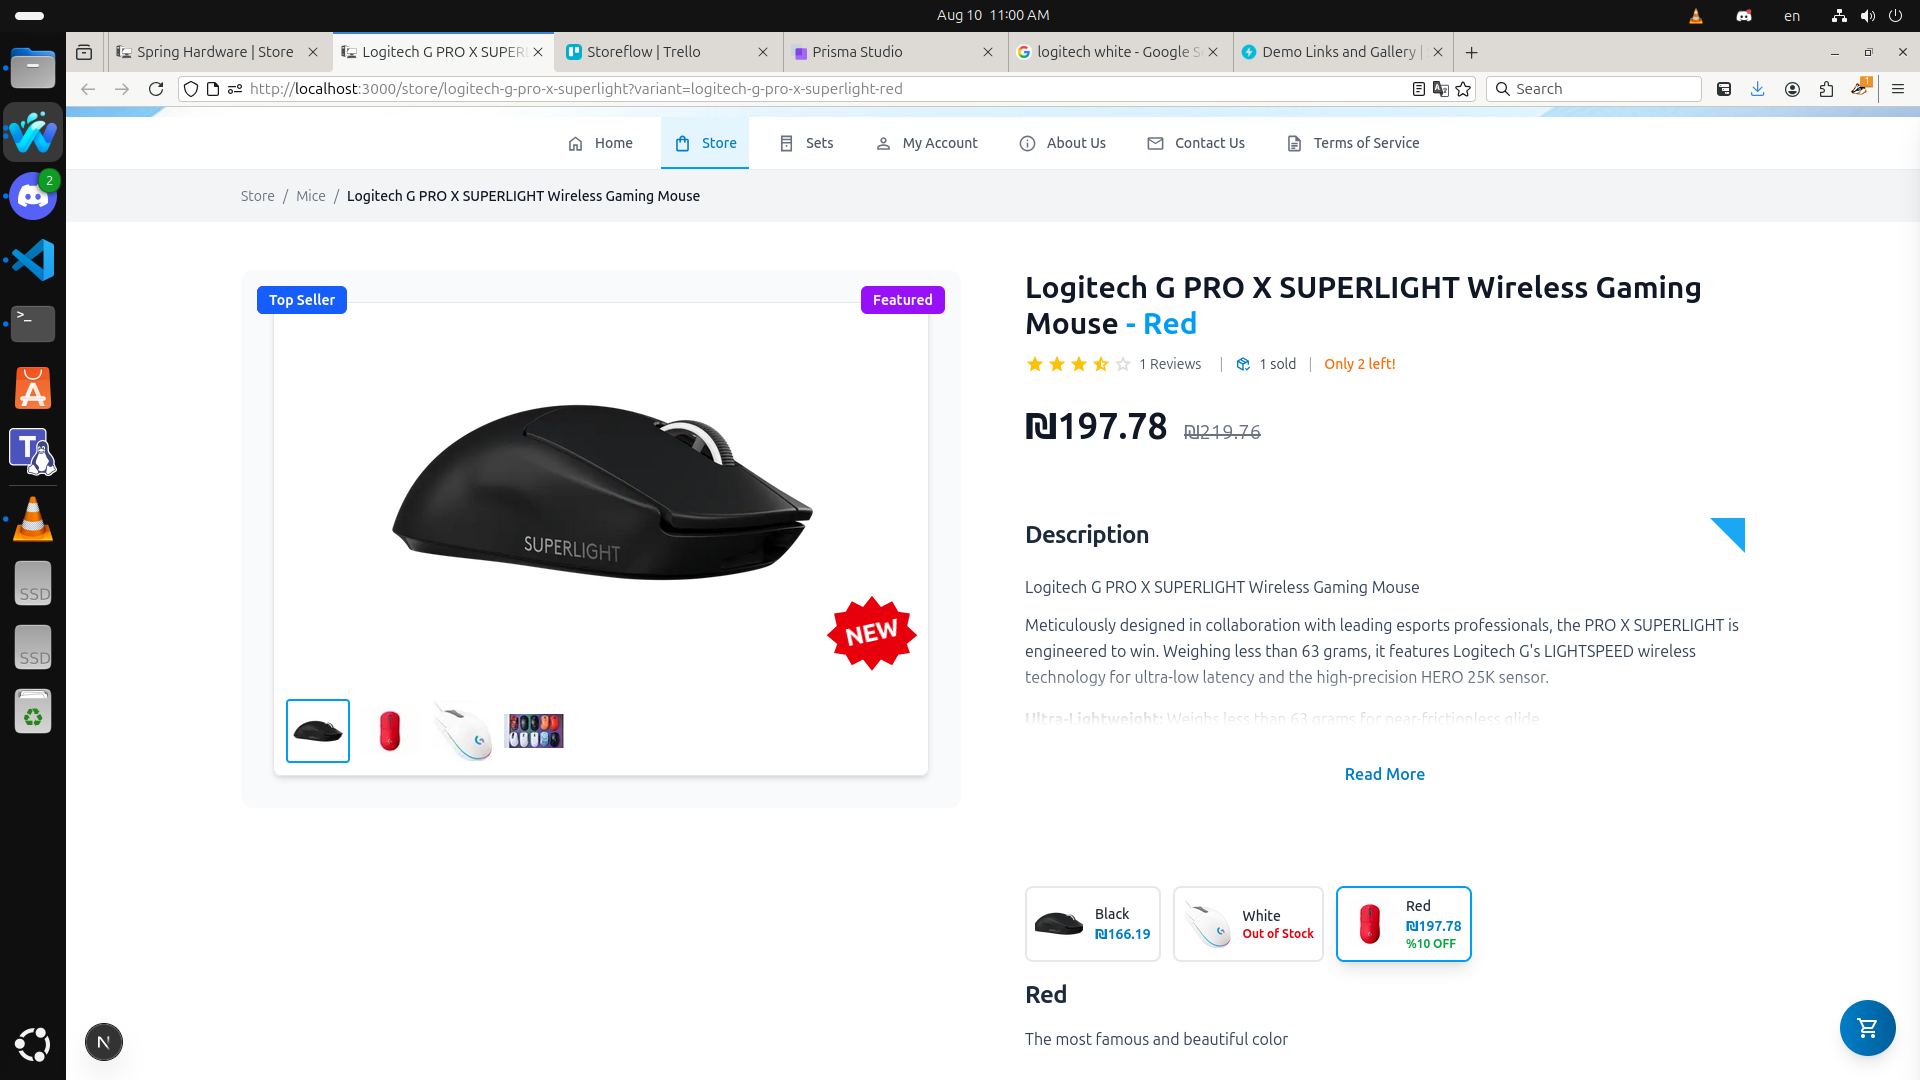 Aug 10 11:00 AM
en
Spring Hardware | Store
Logitech G PRO X SUPERL
Storeflow | Trello
Prisma Studio
logitech white - Google S
Demo Links and Gallery |
http://localhost:3000/store/logitech-g-pro-x-superlight?variant=logitech-g-pro-x-superlight-red
Search
1
2
Home
Store
Sets
My Account
About Us
Contact Us
Terms of Service
Store / Mice / Logitech G PRO X SUPERLIGHT Wireless Gaming Mouse
Top Seller
Featured
SUPERLIGHT
NEW
Logitech G PRO X SUPERLIGHT Wireless Gaming
Mouse - Red
1 Reviews | 1 sold | Only 2 left!
₪197.78 ₪219.76
Description
Logitech G PRO X SUPERLIGHT Wireless Gaming Mouse
Meticulously designed in collaboration with leading esports professionals, the PRO X SUPERLIGHT is
engineered to win. Weighing less than 63 grams, it features Logitech G's LIGHTSPEED wireless
technology for ultra-low latency and the high-precision HERO 25K sensor.
Ultra-Lightweight: Weighs less than 63 grams for near-frictionless glide
Read More
Black
₪166.19
White
Out of Stock
Red
₪197.78
%10 OFF
Red
The most famous and beautiful color
>_
A
T
SSD
SSD
N